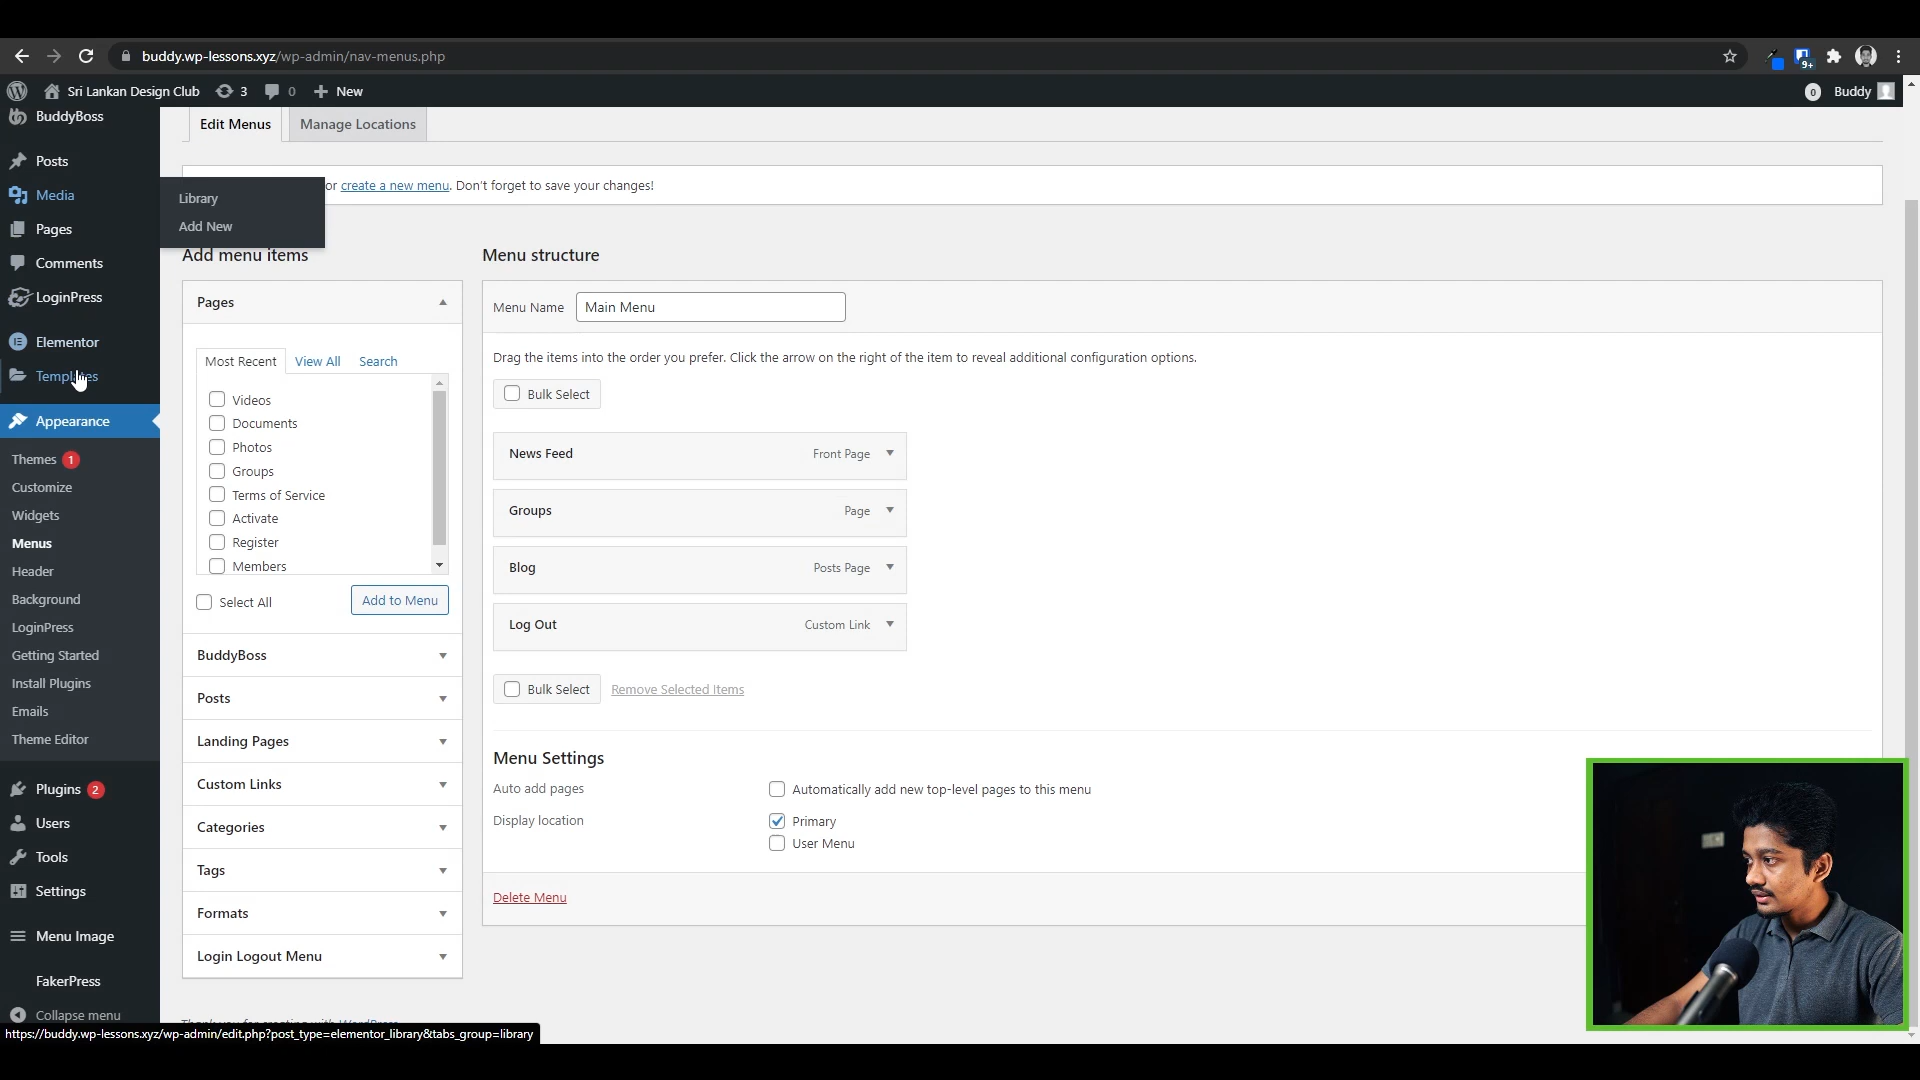 buddy.wp-lessons.xyz/wp-admin/nav-menus.php
9+
Sri Lankan Design Club
3
0
New
0
Buddy
BuddyBoss
Posts
Media
Pages
Comments
LoginPress
Elementor
Templates
Appearance
Themes 1
Customize
Widgets
Menus
Header
Background
LoginPress
Getting Started
Install Plugins
Emails
Theme Editor
Plugins 2
Users
Tools
Settings
Menu Image
FakerPress
Collapse menu
Library
Add New
Edit Menus
Manage Locations
or create a new menu. Don't forget to save your changes!
Add menu items
Pages
Most Recent
View All
Search
Videos
Documents
Photos
Groups
Terms of Service
Activate
Register
Members
Select All
Add to Menu
BuddyBoss
Posts
Landing Pages
Custom Links
Categories
Tags
Formats
Login Logout Menu
Menu structure
Menu Name
Main Menu
Drag the items into the order you prefer. Click the arrow on the right of the item to reveal additional configuration options.
Bulk Select
News Feed
Front Page
Groups
Page
Blog
Posts Page
Log Out
Custom Link
Bulk Select
Remove Selected Items
Menu Settings
Auto add pages
Automatically add new top-level pages to this menu
Display location
Primary
User Menu
Delete Menu
https://buddy.wp-lessons.xyz/wp-admin/edit.php?post_type=elementor_library&tabs_group=library